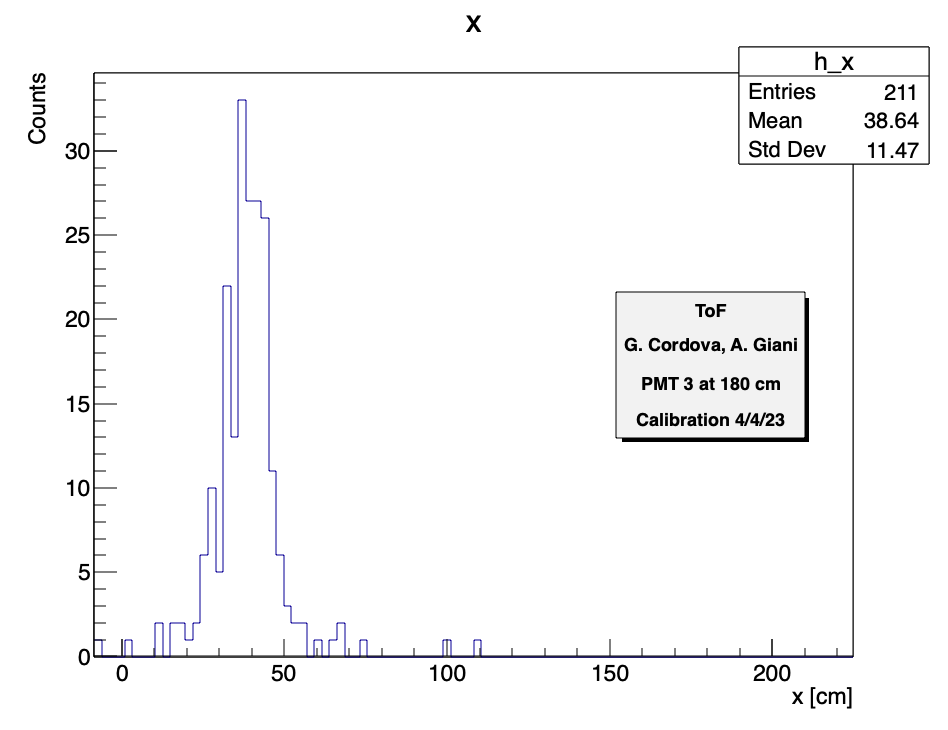 X
h_x
Entries 211
Mean 38.64
Std Dev 11.47
Counts
30
25
20
15
10
5
0
ToF
G. Cordova, A. Giani
PMT 3 at 180 cm
Calibration 4/4/23
0 50 100 150 200
x [cm]